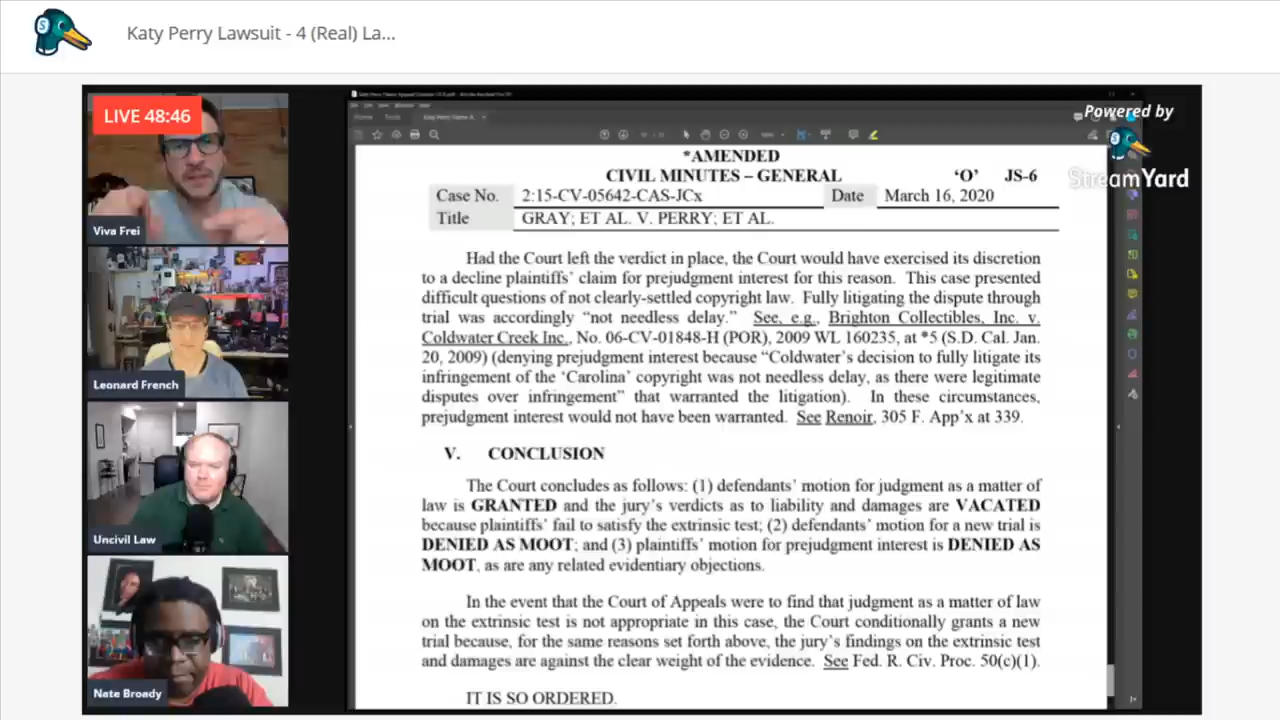 Katy Perry Lawsuit - 4 (Real) La...
LIVE 48:46
Viva Frei
Leonard French
Uncivil Law
Nate Broady
Powered by
StreamYard
*AMENDED
CIVIL MINUTES – GENERAL ‘O’ JS-6
Case No. 2:15-CV-05642-CAS-JCx Date March 16, 2020
Title GRAY; ET AL. V. PERRY; ET AL.
Had the Court left the verdict in place, the Court would have exercised its discretion
to a decline plaintiffs’ claim for prejudgment interest for this reason. This case presented
difficult questions of not clearly-settled copyright law. Fully litigating the dispute through
trial was accordingly “not needless delay.” See, e.g., Brighton Collectibles, Inc. v.
Coldwater Creek Inc., No. 06-CV-01848-H (POR), 2009 WL 160235, at *5 (S.D. Cal. Jan.
20, 2009) (denying prejudgment interest because “Coldwater’s decision to fully litigate its
infringement of the ‘Carolina’ copyright was not needless delay, as there were legitimate
disputes over infringement” that warranted the litigation). In these circumstances,
prejudgment interest would not have been warranted. See Renoir, 305 F. App’x at 339.
V. CONCLUSION
The Court concludes as follows: (1) defendants’ motion for judgment as a matter of
law is GRANTED and the jury’s verdicts as to liability and damages are VACATED
because plaintiffs’ fail to satisfy the extrinsic test; (2) defendants’ motion for a new trial is
DENIED AS MOOT; and (3) plaintiffs’ motion for prejudgment interest is DENIED AS
MOOT, as are any related evidentiary objections.
In the event that the Court of Appeals were to find that judgment as a matter of law
on the extrinsic test is not appropriate in this case, the Court conditionally grants a new
trial because, for the same reasons set forth above, the jury’s findings on the extrinsic test
and damages are against the clear weight of the evidence. See Fed. R. Civ. Proc. 50(c)(1).
IT IS SO ORDERED.